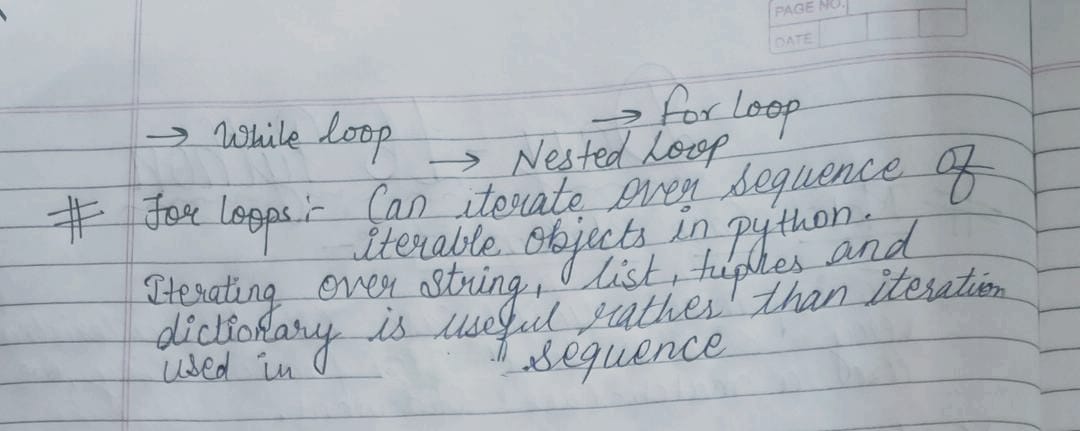 PAGE NO.
DATE
→ While loop → for loop
→ Nested Loop
# For loops :- Can iterate over sequence of
iterable objects in python.
Iterating over string, list, tuples and
dictionary is useful rather than iteration
used in " sequence